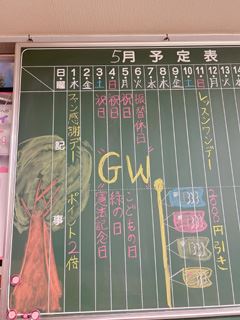 5月予定表
日・曜 1・木 2・金 3・土 4・日 5・月 6・火 7・水 8・木 9・金 10・土 11・日 12・月 13・火 14
記事
ファン感謝デー ポイント2倍
祝日 "憲法記念日
祝日 緑の日
祝日 こどもの日"
振替休日
"GW"
レッスンワンデー
200円引き